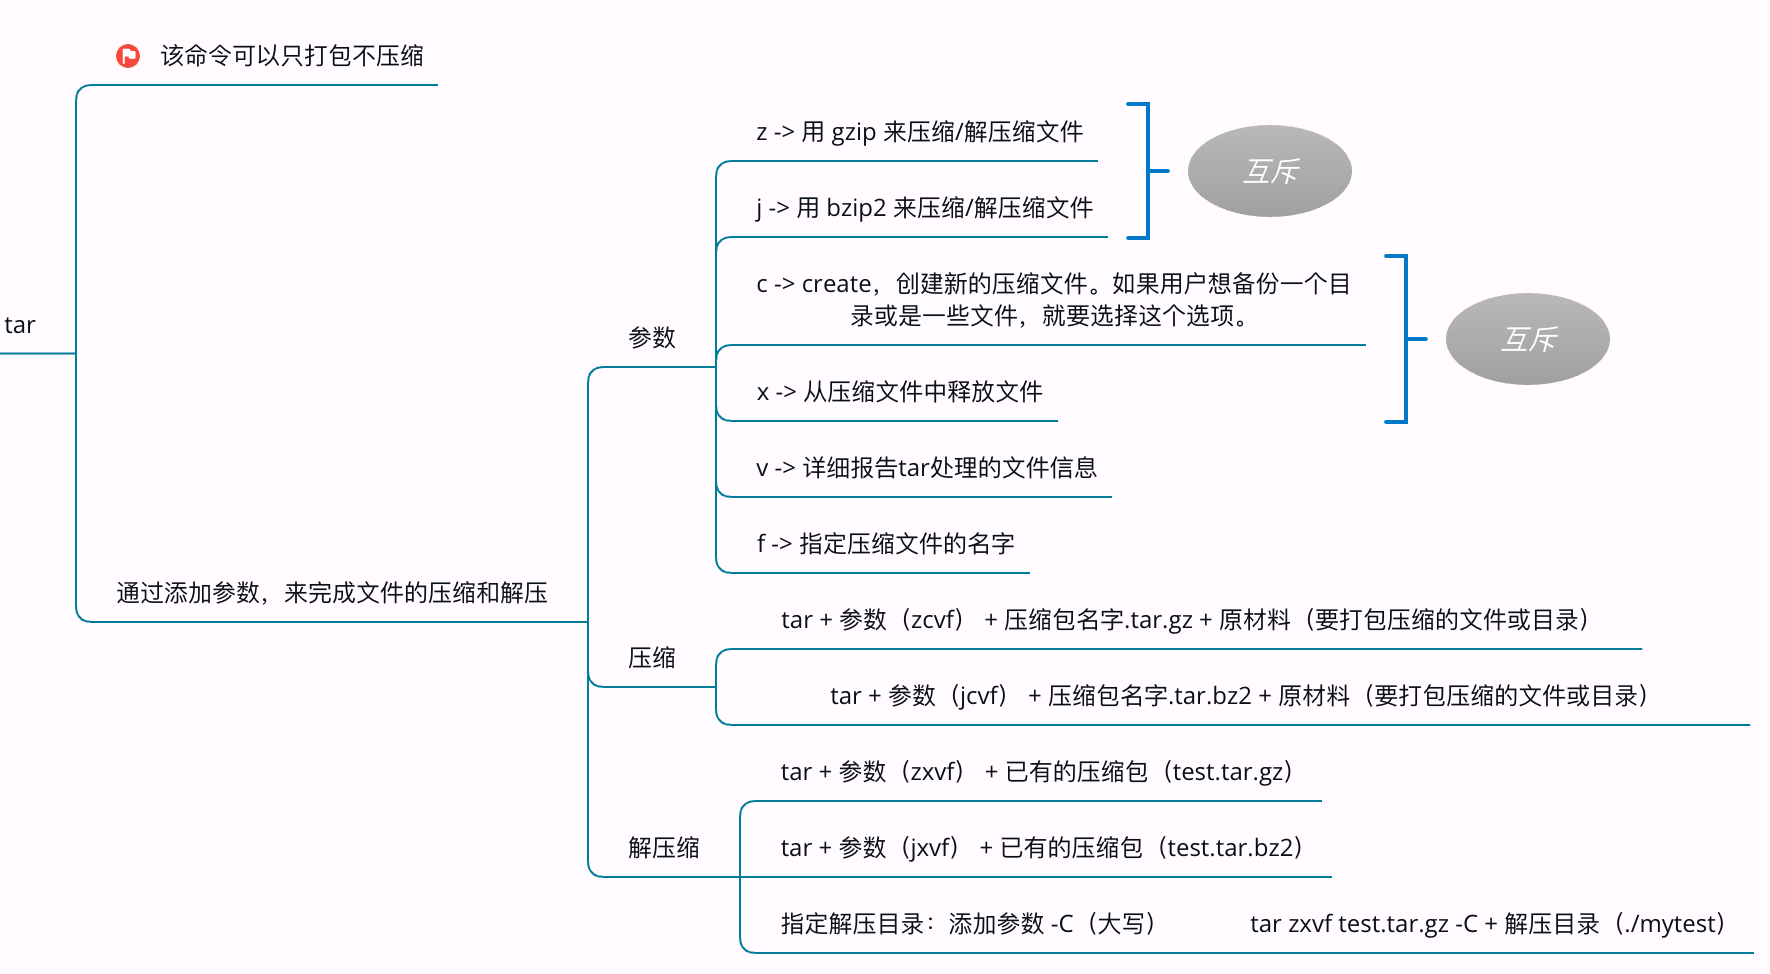 该命令可以只打包不压缩
z -> 用 gzip 来压缩/解压缩文件
互斥
j -> 用 bzip2 来压缩/解压缩文件
c -> create，创建新的压缩文件。如果用户想备份一个目
录或是一些文件，就要选择这个选项。
互斥
tar
参数
x -> 从压缩文件中释放文件
v -> 详细报告tar处理的文件信息
f -> 指定压缩文件的名字
通过添加参数，来完成文件的压缩和解压
tar + 参数（zcvf） + 压缩包名字.tar.gz + 原材料（要打包压缩的文件或目录）
压缩
tar + 参数（jcvf） + 压缩包名字.tar.bz2 + 原材料（要打包压缩的文件或目录）
tar + 参数（zxvf） + 已有的压缩包（test.tar.gz）
解压缩
tar + 参数（jxvf） + 已有的压缩包（test.tar.bz2）
指定解压目录：添加参数 -C（大写） tar zxvf test.tar.gz -C + 解压目录（./mytest）